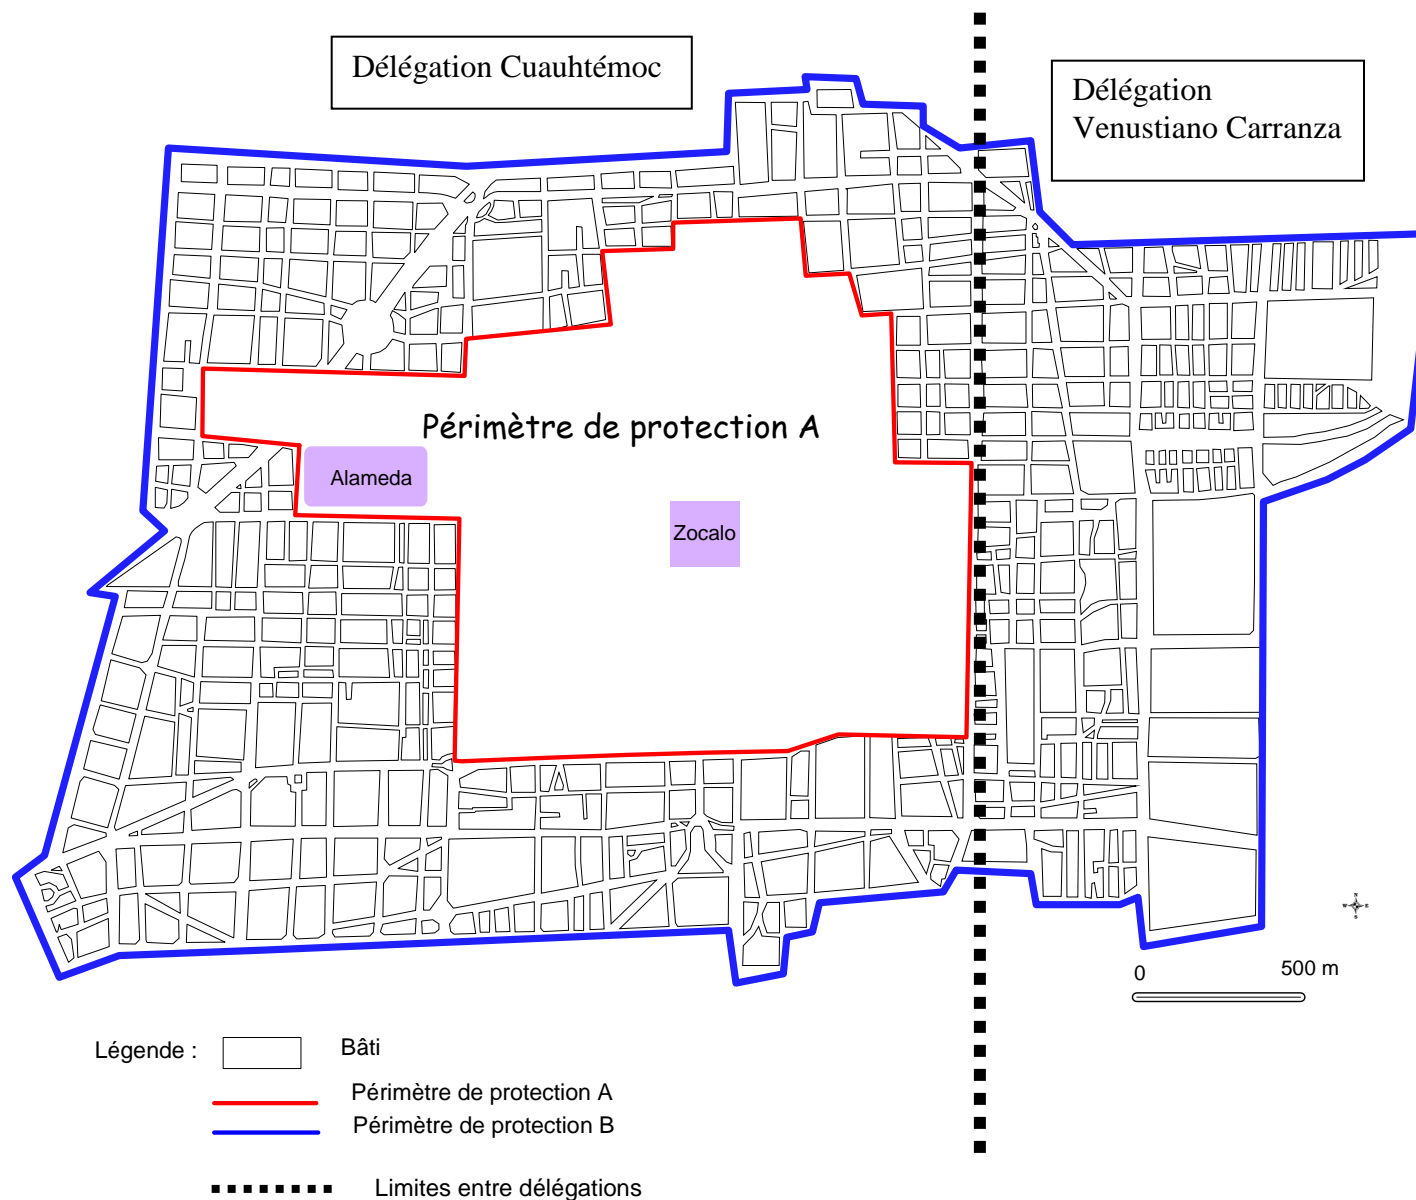 Délégation Cuauhtémoc
Délégation
Venustiano Carranza
Périmètre de protection A
Alameda
Zocalo
N
W E
S
0 500 m
Légende : Bâti
Périmètre de protection A
Périmètre de protection B
Limites entre délégations